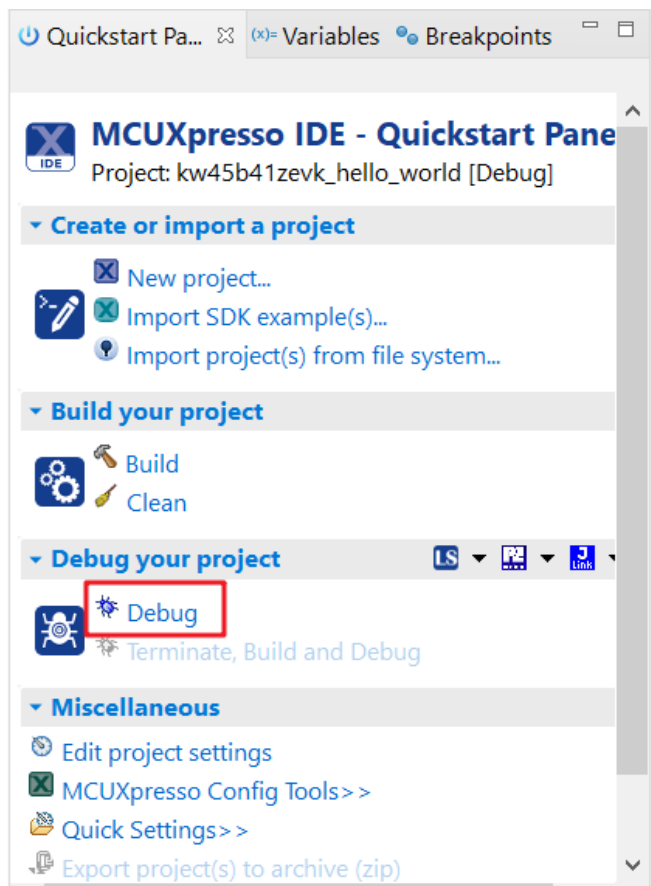 Quickstart Pa... (x)= Variables Breakpoints
X
IDE
MCUXpresso IDE - Quickstart Pane
Project: kw45b41zevk_hello_world [Debug]
Create or import a project
New project...
Import SDK example(s)...
Import project(s) from file system...
Build your project
Build
Clean
Debug your project LS PE J Link
Debug
Terminate, Build and Debug
Miscellaneous
Edit project settings
X MCUXpresso Config Tools>>
Quick Settings>>
Export project(s) to archive (zip)